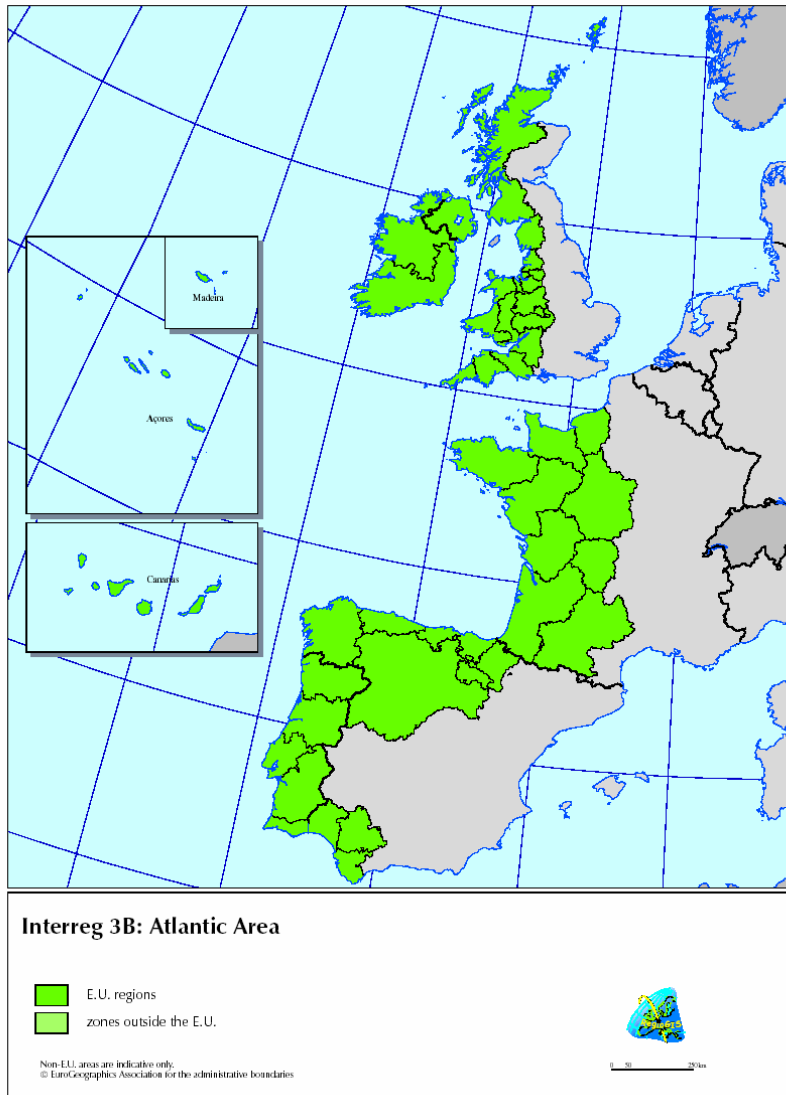 Madeira
Açores
Canarias
Interreg 3B: Atlantic Area
E.U. regions
zones outside the E.U.
Non-E.U. areas are indicative only.
© EuroGeographics Association for the administrative boundaries
0 50 250 km